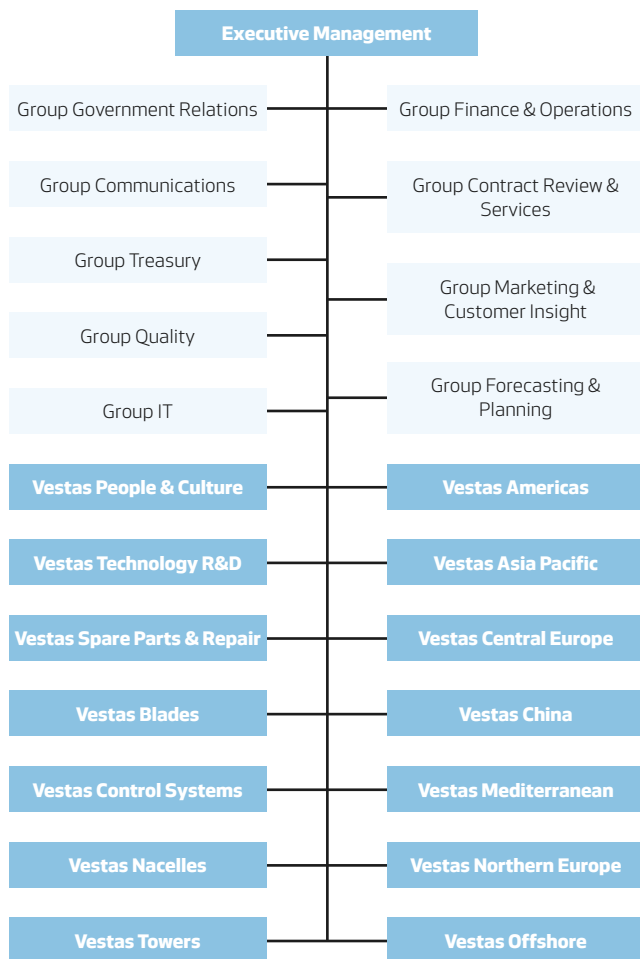 Executive Management
Group Government Relations
Group Finance & Operations
Group Communications
Group Contract Review &
Services
Group Treasury
Group Marketing &
Customer Insight
Group Quality
Group Forecasting &
Planning
Group IT
Vestas People & Culture
Vestas Americas
Vestas Technology R&D
Vestas Asia Pacific
Vestas Spare Parts & Repair
Vestas Central Europe
Vestas Blades
Vestas China
Vestas Control Systems
Vestas Mediterranean
Vestas Nacelles
Vestas Northern Europe
Vestas Towers
Vestas Offshore